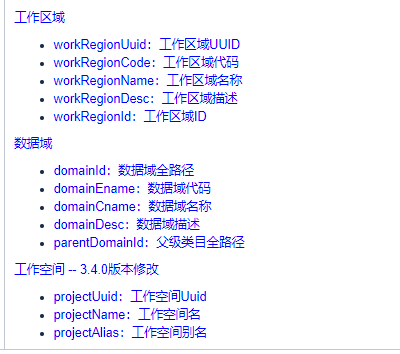 工作区域
workRegionUuid：工作区域UUID
workRegionCode：工作区域代码
workRegionName：工作区域名称
workRegionDesc：工作区域描述
workRegionId：工作区域ID
数据域
domainId：数据域全路径
domainEname：数据域代码
domainCname：数据域名称
domainDesc：数据域描述
parentDomainId：父级类目全路径
工作空间 -- 3.4.0版本修改
projectUuid：工作空间Uuid
projectName：工作空间名
projectAlias：工作空间别名